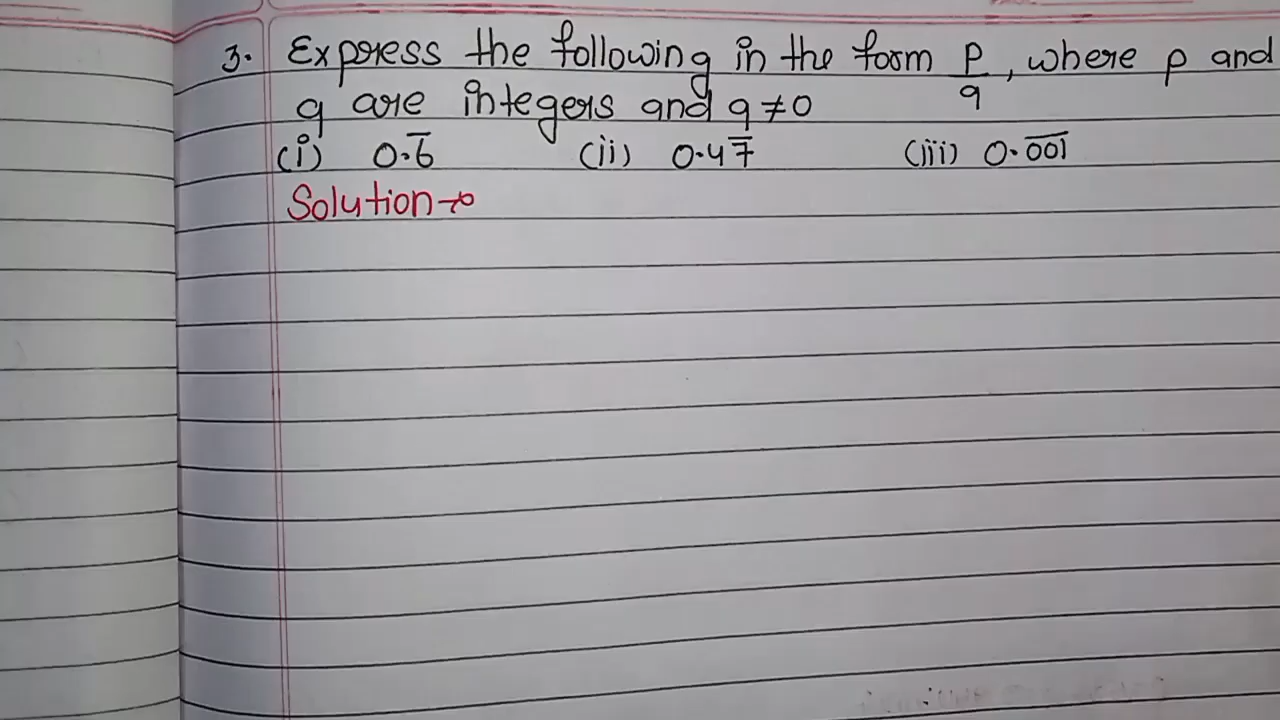 3. Express the following in the form p/q, where p and
q are integers and q ≠ 0
(i) 0.6̅ (ii) 0.47̅ (iii) 0.0̅0̅1̅
Solution →